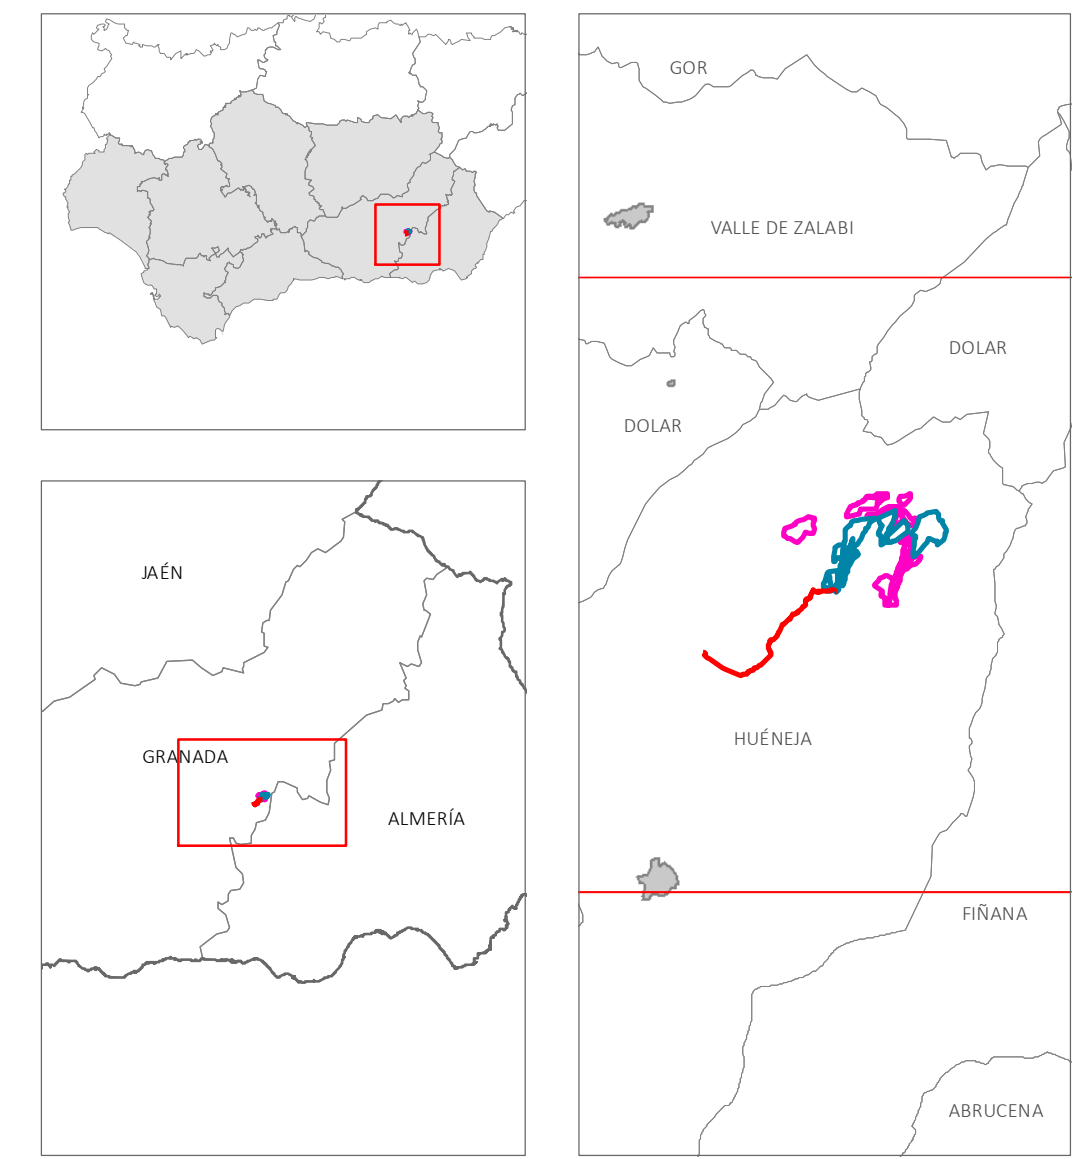 JAÉN
GRANADA
ALMERÍA
GOR
VALLE DE ZALABI
DOLAR
DOLAR
HUÉNEJA
FIÑANA
ABRUCENA